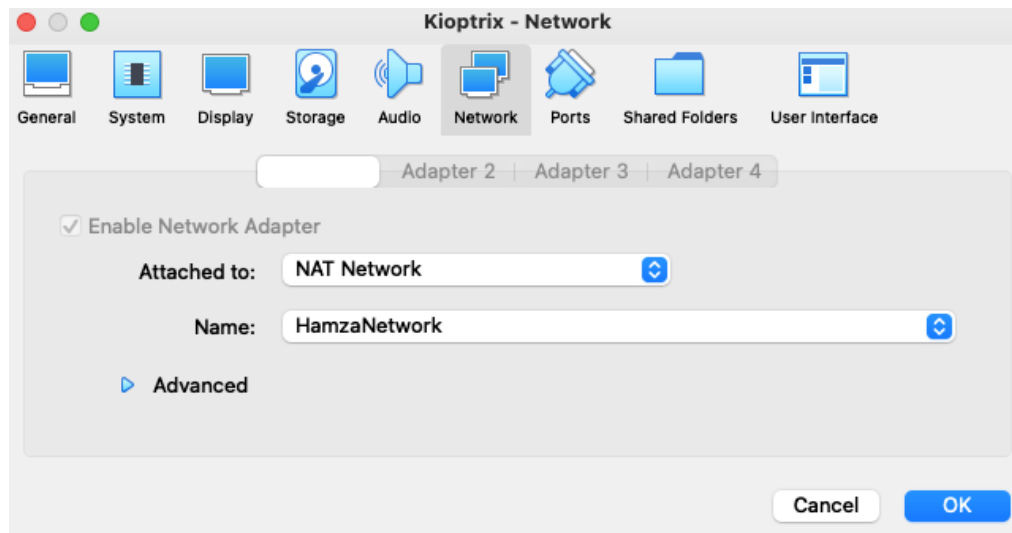 Kioptrix - Network
General System Display Storage Audio Network Ports Shared Folders User Interface
Adapter 2 Adapter 3 Adapter 4
Enable Network Adapter
Attached to: NAT Network
Name: HamzaNetwork
Advanced
Cancel OK